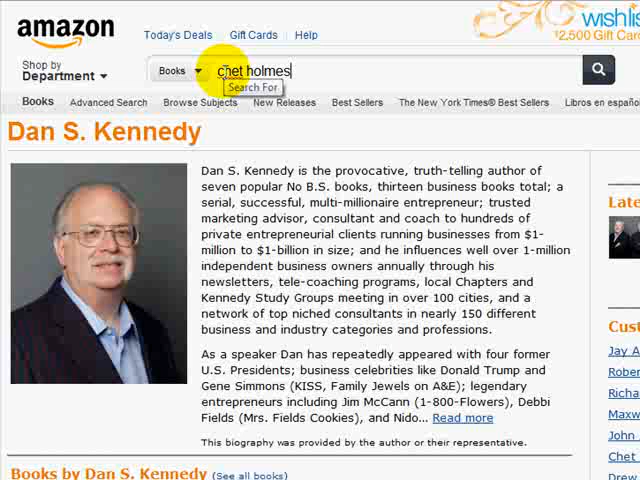 wishlis
amazon
Today's Deals Gift Cards Help
$2,500 Gift Car
Shop by
Department
Books chet holmes
Search For
Books Advanced Search Browse Subjects New Releases Best Sellers The New York Times® Best Sellers Libros en españo
Dan S. Kennedy
Dan S. Kennedy is the provocative, truth-telling author of
seven popular No B.S. books, thirteen business books total; a
serial, successful, multi-millionaire entrepreneur; trusted
marketing advisor, consultant and coach to hundreds of
private entrepreneurial clients running businesses from $1-
million to $1-billion in size; and he influences well over 1-million
independent business owners annually through his
newsletters, tele-coaching programs, local Chapters and
Kennedy Study Groups meeting in over 100 cities, and a
network of top niched consultants in nearly 150 different
business and industry categories and professions.
As a speaker Dan has repeatedly appeared with four former
U.S. Presidents; business celebrities like Donald Trump and
Gene Simmons (KISS, Family Jewels on A&E); legendary
entrepreneurs including Jim McCann (1-800-Flowers), Debbi
Fields (Mrs. Fields Cookies), and Nido... Read more
This biography was provided by the author or their representative.
Books by Dan S. Kennedy (See all books)
Late
Cust
Jay A
Rober
Richa
Maxw
John
Chet
Drew